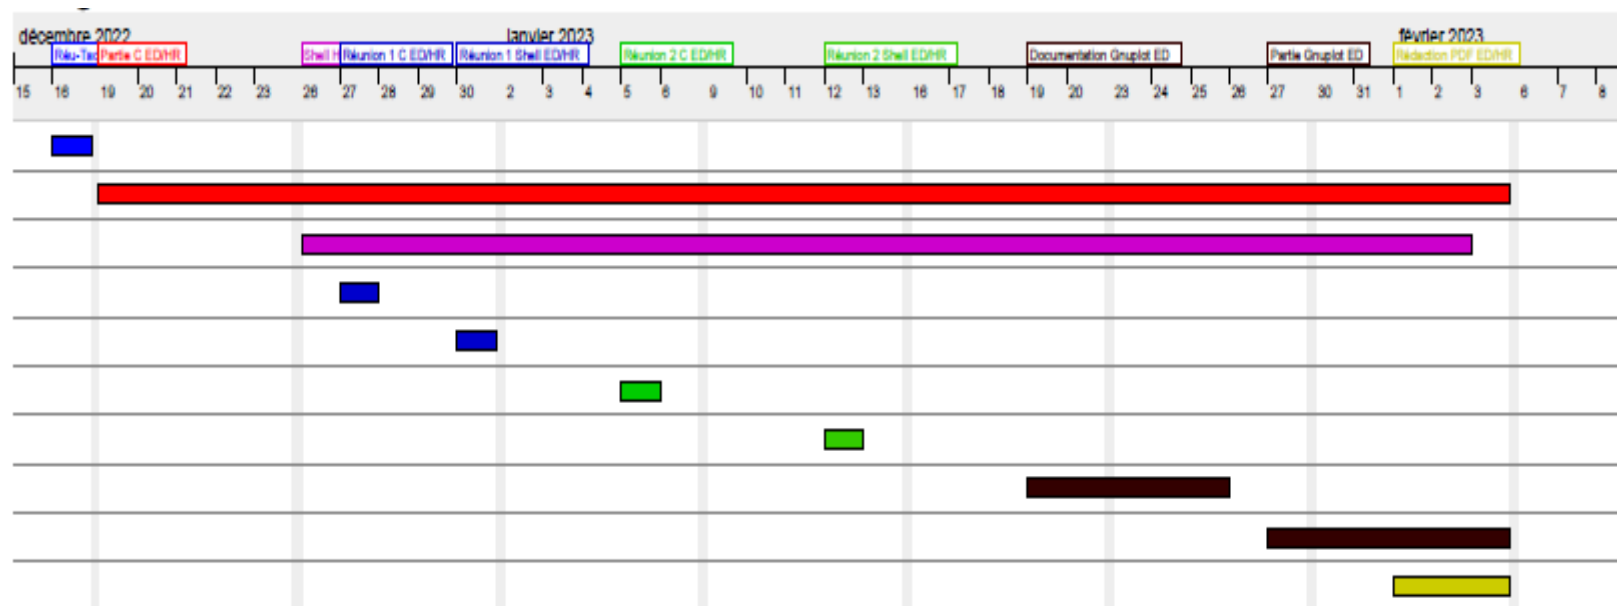 décembre 2022 janvier 2023 février 2023
Réu-Tac Partie C ED/HR Shell H Réunion 1 C ED/HR Réunion 1 Shell ED/HR Réunion 2 C ED/HR Réunion 2 Shell ED/HR Documentation Gnuplot ED Partie Gnuplot ED Rédaction PDF ED/HR
15 16 19 20 21 22 23 26 27 28 29 30 2 3 4 5 6 9 10 11 12 13 16 17 18 19 20 23 24 25 26 27 30 31 1 2 3 6 7 8